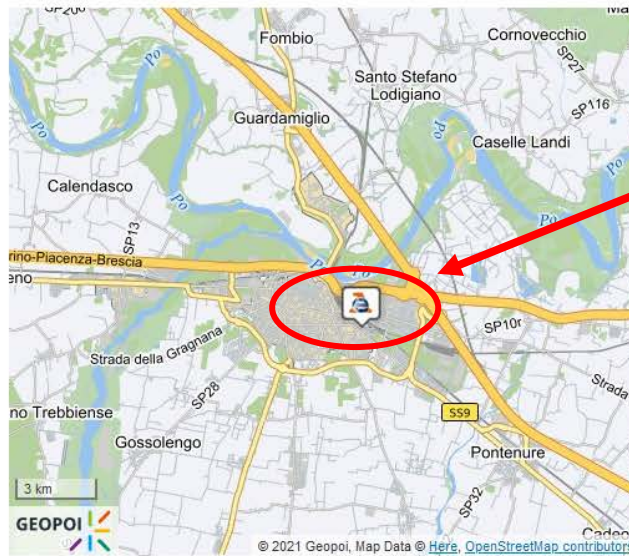 SP206
Fombio
Cornovecchio
SP27
Po
Santo Stefano
Lodigiano
SP116
Guardamiglio
Po
Caselle Landi
Po
Calendasco
Po
SP13
rino-Piacenza-Brescia
Po
Po
eno
SP10r
Strada della Gragnana
Strada
SP28
no Trebbiense
SS9
Gossolengo
Pontenure
3 km
SP32
GEOPOI
Cadeo
© 2021 Geopoi, Map Data © Here, OpenStreetMap contributors